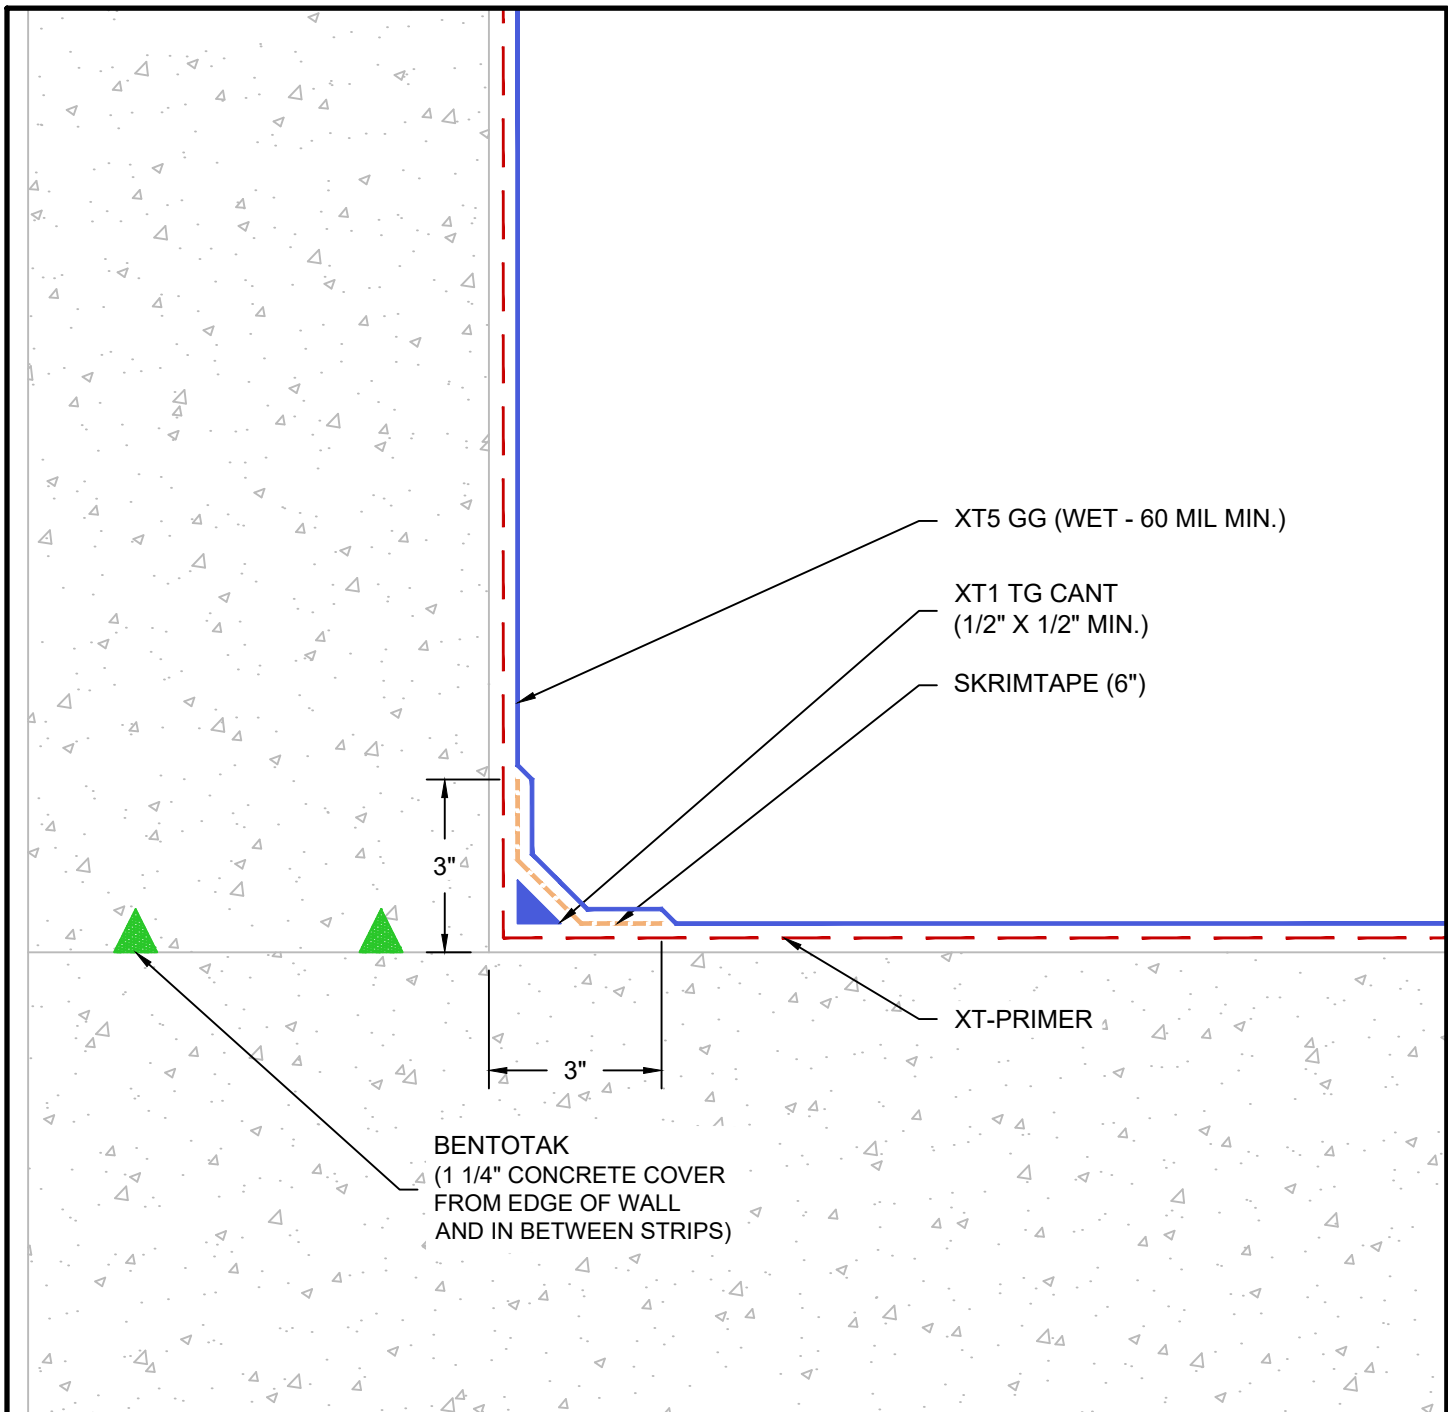 XT5 GG (WET - 60 MIL MIN.)
XT1 TG CANT
(1/2" X 1/2" MIN.)
SKRIMTAPE (6")
3"
XT-PRIMER
3"
BENTOTAK
(1 1/4" CONCRETE COVER
FROM EDGE OF WALL
AND IN BETWEEN STRIPS)